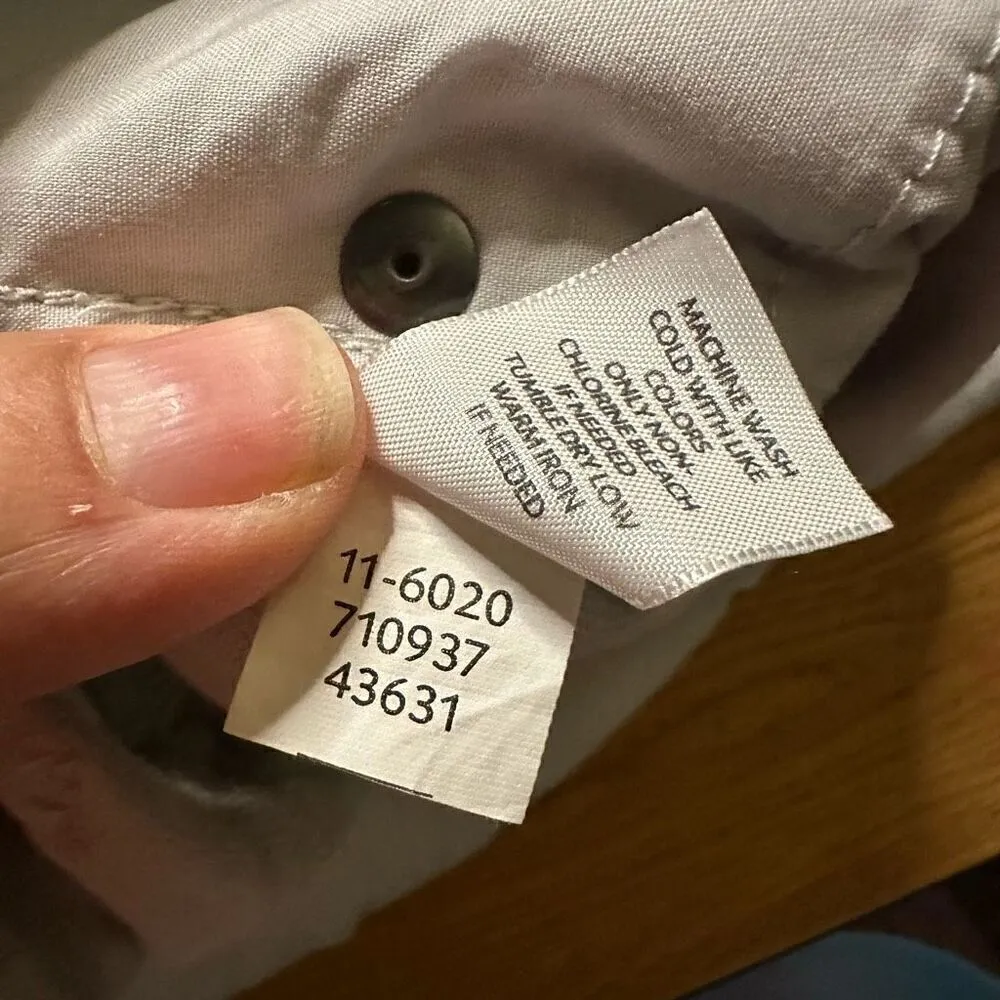 MACHINE WASH
COLD WITH LIKE
COLORS
ONLY NON-
CHLORINE BLEACH
IF NEEDED
TUMBLE DRY LOW
WARM IRON
IF NEEDED
11-6020
710937
43631